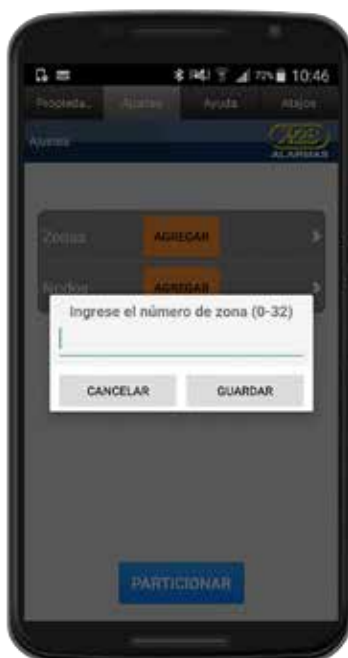 72% 10:46
Propieda.. Ajustes Ayuda Atajos
Ajustes
ALARMAS
Zonas AGREGAR
Nodos AGREGAR
Ingrese el número de zona (0-32)
CANCELAR GUARDAR
PARTICIONAR